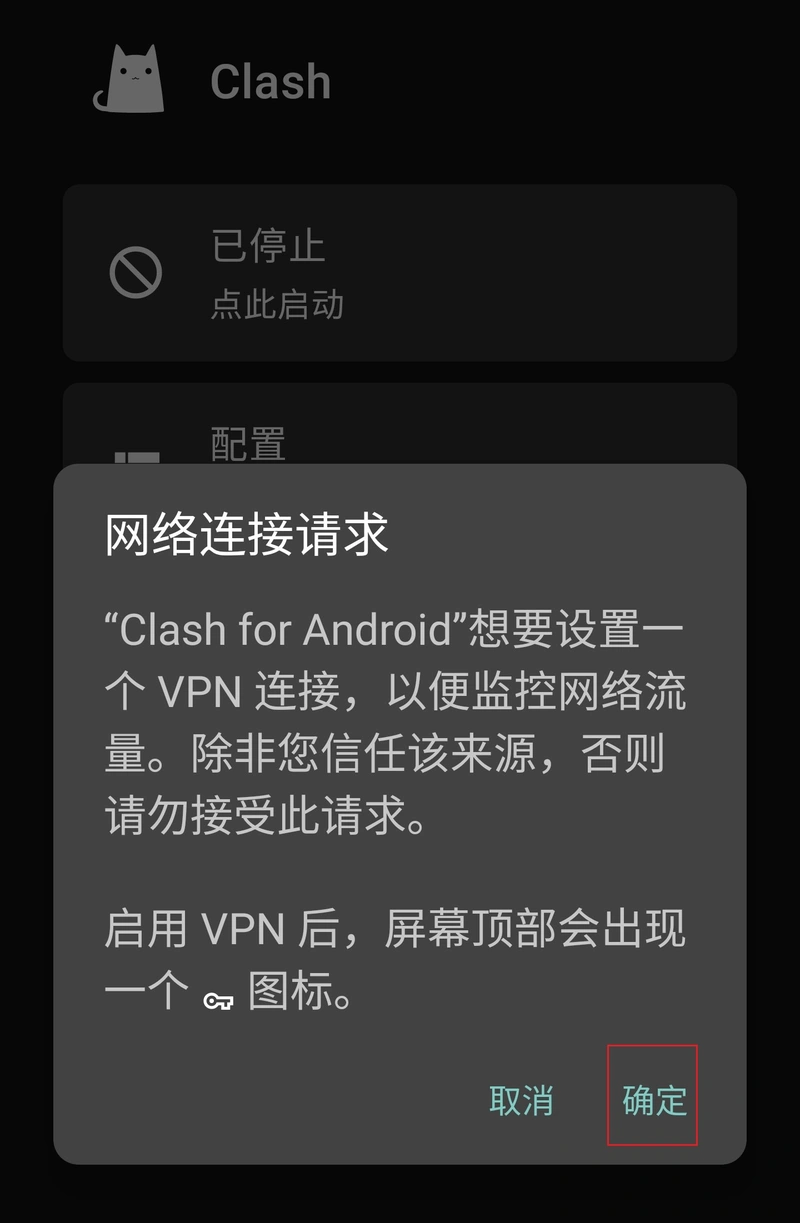 Clash
已停止
点此启动
配置
网络连接请求
“Clash for Android”想要设置一
个 VPN 连接，以便监控网络流
量。除非您信任该来源，否则
请勿接受此请求。
启用 VPN 后，屏幕顶部会出现
一个 图标。
取消 确定